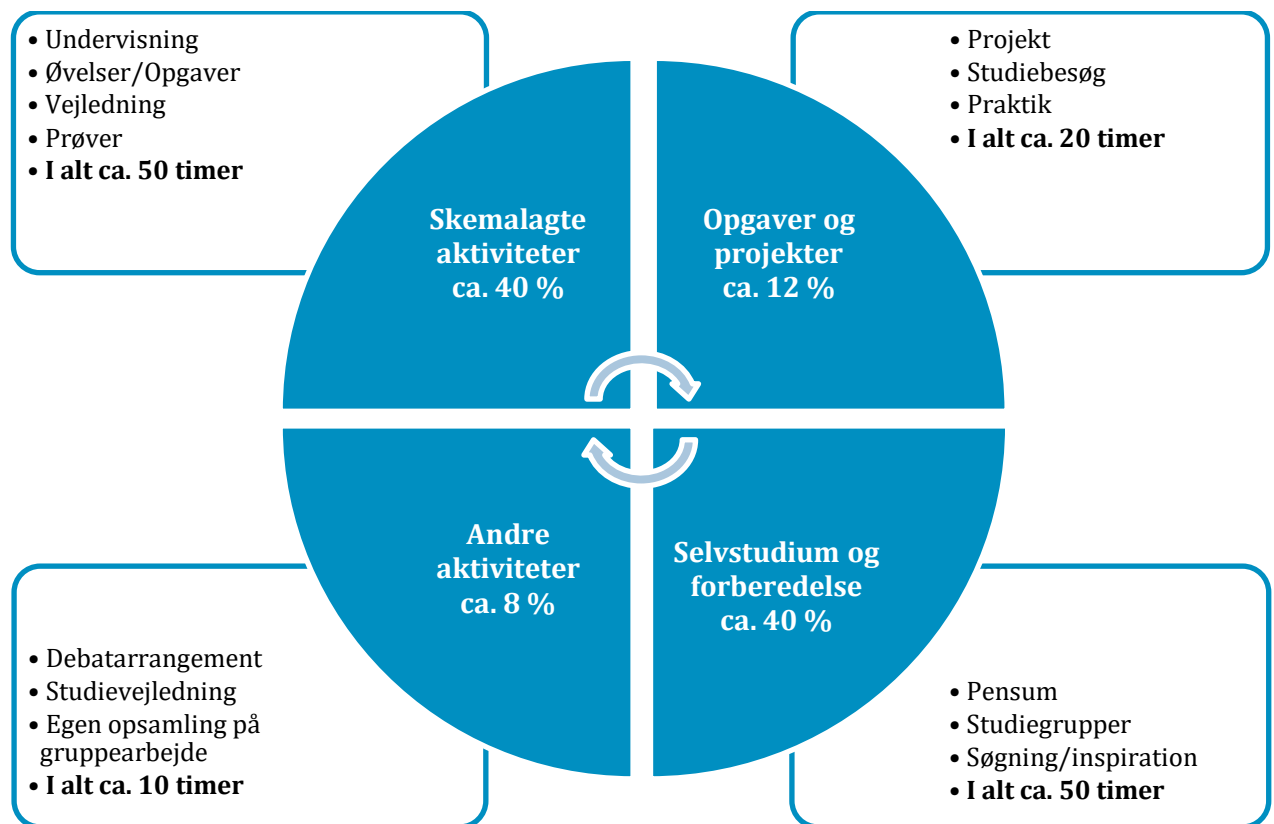 • Undervisning
• Øvelser/Opgaver
• Vejledning
• Prøver
• I alt ca. 50 timer
• Projekt
• Studiebesøg
• Praktik
• I alt ca. 20 timer
Skemalagte
aktiviteter
ca. 40 %
Opgaver og
projekter
ca. 12 %
Andre
aktiviteter
ca. 8 %
Selvstudium og
forberedelse
ca. 40 %
• Debatarrangement
• Studievejledning
• Egen opsamling på
gruppearbejde
• I alt ca. 10 timer
• Pensum
• Studiegrupper
• Søgning/inspiration
• I alt ca. 50 timer